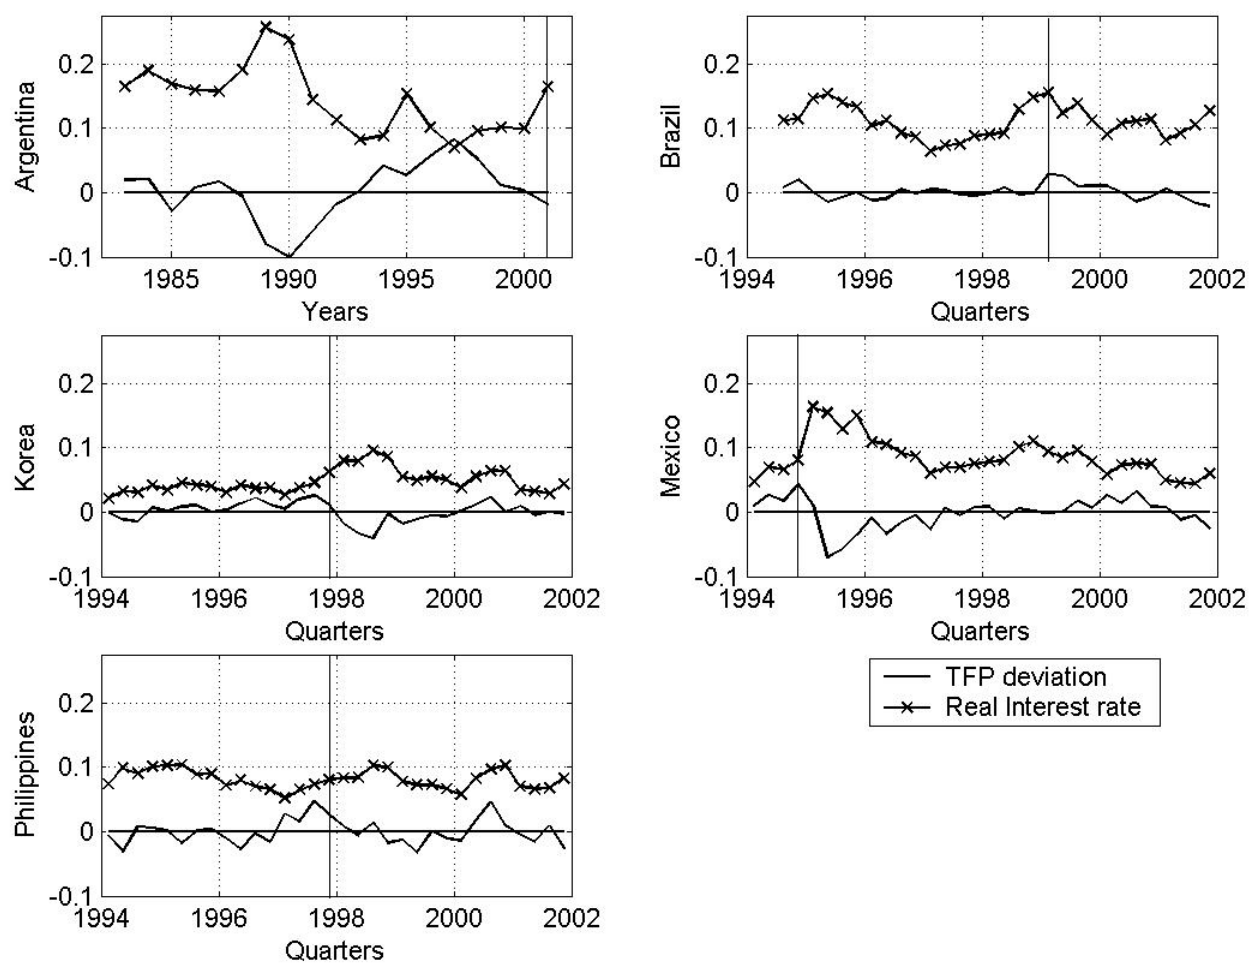 Argentina
0.2
0.1
0
-0.1
1985 1990 1995 2000
Years
Brazil
0.2
0.1
0
-0.1
1994 1996 1998 2000 2002
Quarters
Korea
0.2
0.1
0
-0.1
1994 1996 1998 2000 2002
Quarters
Mexico
0.2
0.1
0
-0.1
1994 1996 1998 2000 2002
Quarters
Philippines
0.2
0.1
0
-0.1
1994 1996 1998 2000 2002
Quarters
TFP deviation
Real Interest rate